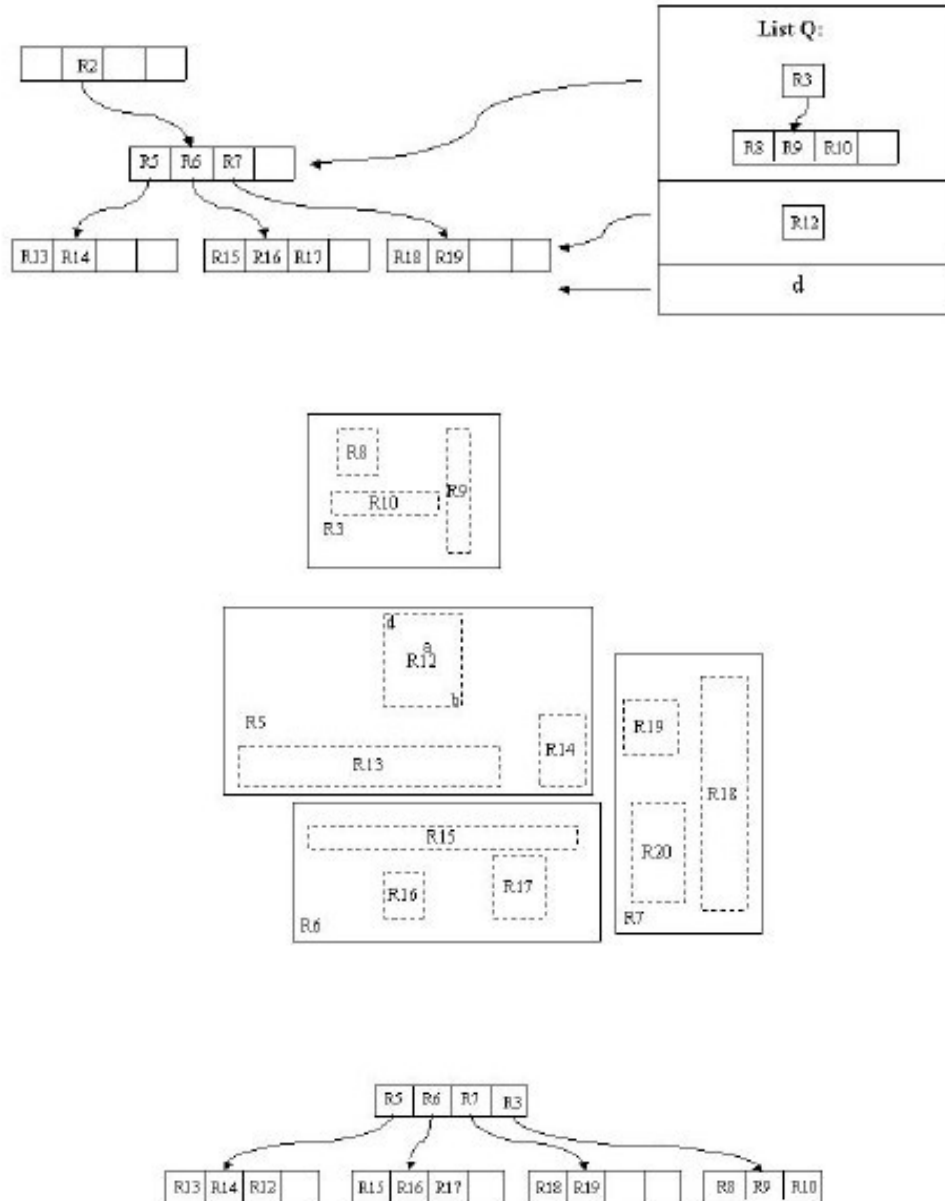 List Q:
R2
R3
R5 R6 R7
R8 R9 R10
R12
R13 R14
R15 R16 R17
R18 R19
d
R8
R9
R10
R3
d
a
R12
b
R5
R14
R13
R19
R18
R15
R20
R17
R16
R6
R7
R5 R6 R7 R3
R13 R14 R12
R15 R16 R17
R18 R19
R8 R9 R10